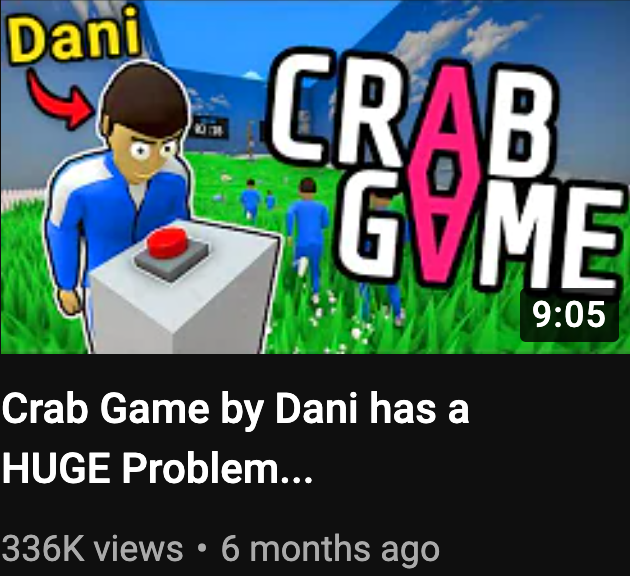 Dani
CRAB
GAME
9:05
Crab Game by Dani has a
HUGE Problem...
336K views • 6 months ago